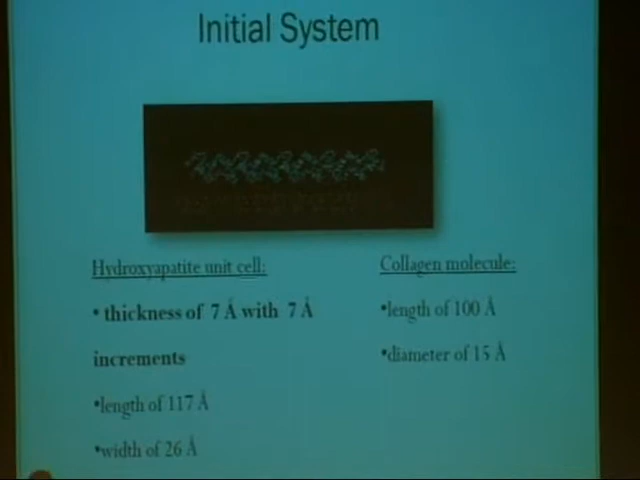 Initial System
Hydroxyapatite unit cell:
• thickness of 7 Å with 7 Å
increments
•length of 117 Å
•width of 26 Å
Collagen molecule:
•length of 100 Å
•diameter of 15 Å